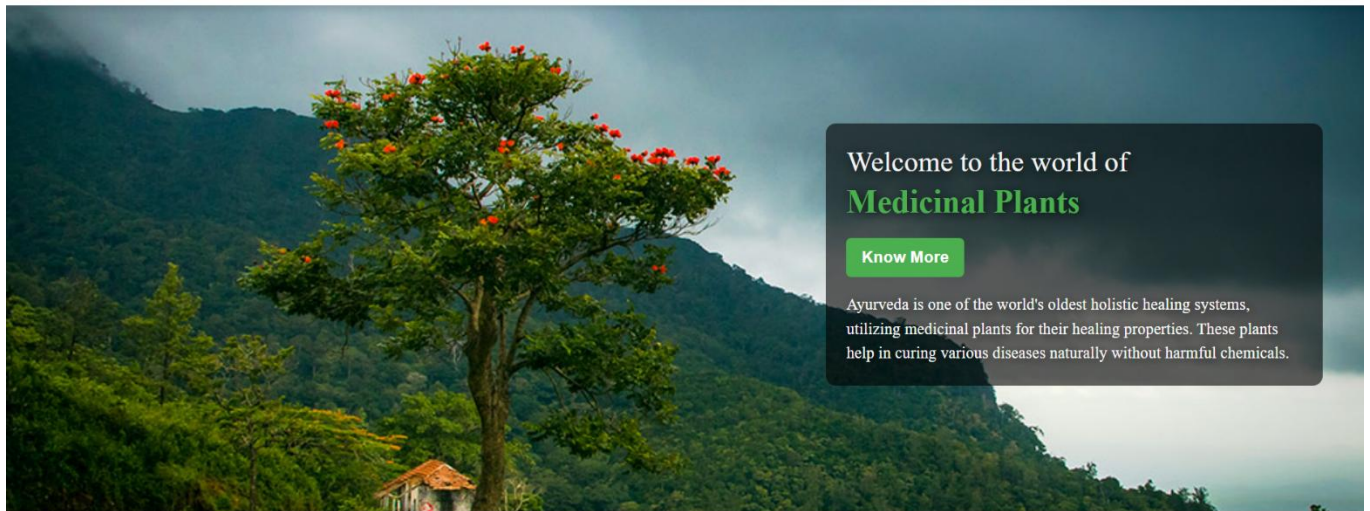 Welcome to the world of
Medicinal Plants
Know More
Ayurveda is one of the world's oldest holistic healing systems,
utilizing medicinal plants for their healing properties. These plants
help in curing various diseases naturally without harmful chemicals.